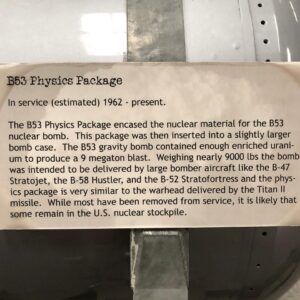 B53 Physics Package
In service (estimated) 1962 - present.
The B53 Physics Package encased the nuclear material for the B53
nuclear bomb. This package was then inserted into a slightly larger
bomb case. The B53 gravity bomb contained enough enriched urani-
um to produce a 9 megaton blast. Weighing nearly 9000 lbs the bomb
was intended to be delivered by large bomber aircraft like the B-47
Stratojet, the B-58 Hustler, and the B-52 Stratofortress and the phys-
ics package is very similar to the warhead delivered by the Titan II
missile. While most have been removed from service, it is likely that
some remain in the U.S. nuclear stockpile.